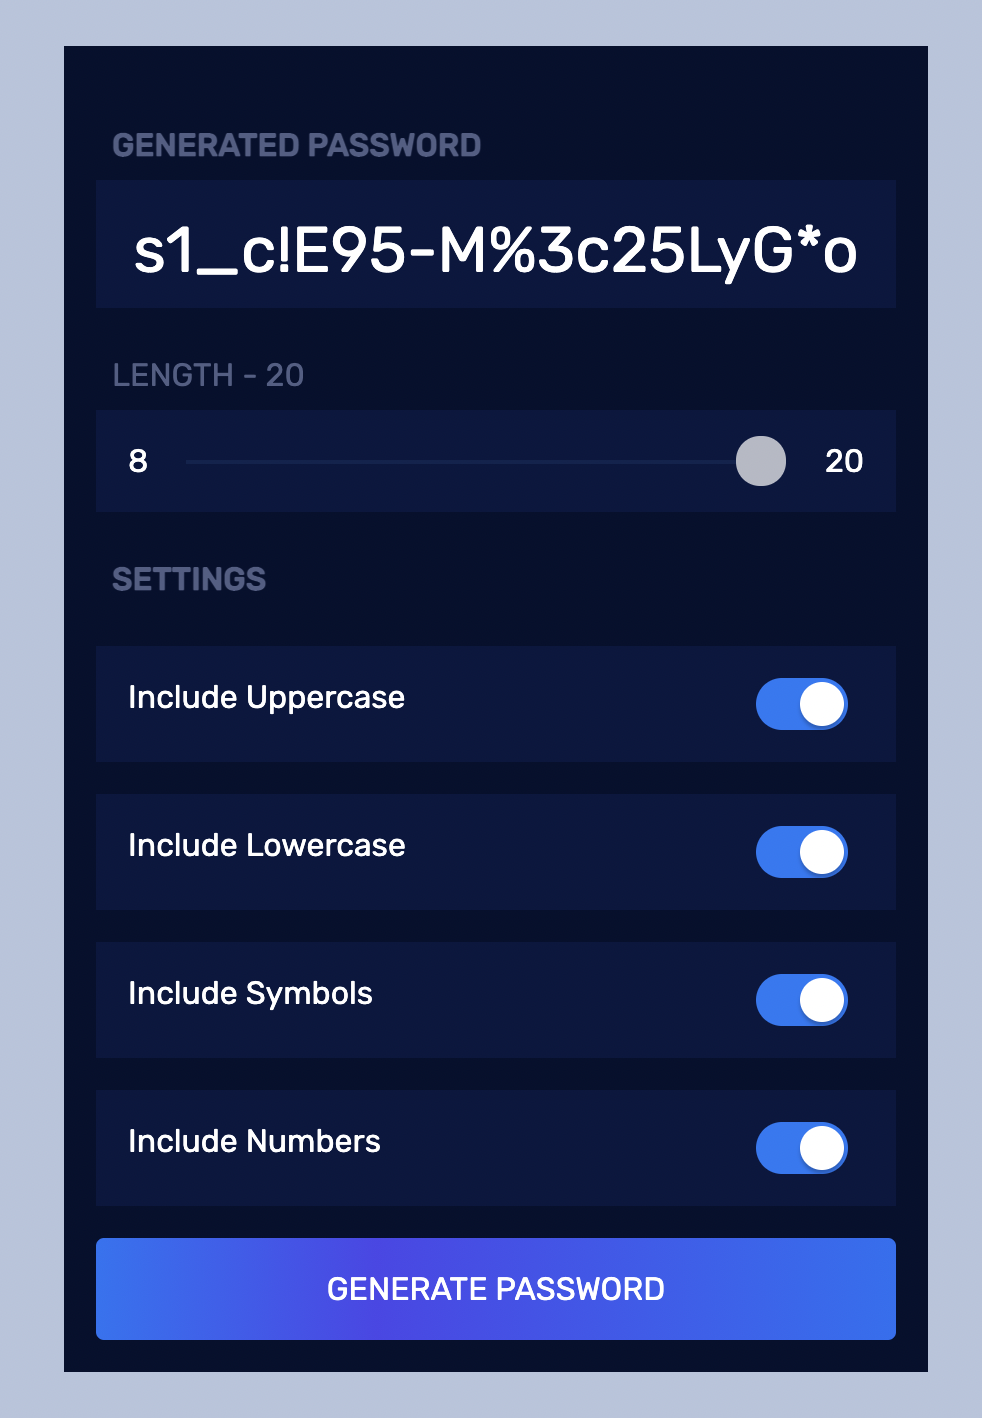 GENERATED PASSWORD
s1_c!E95-M%3c25LyG*o
LENGTH - 20
8 20
SETTINGS
Include Uppercase
Include Lowercase
Include Symbols
Include Numbers
GENERATE PASSWORD